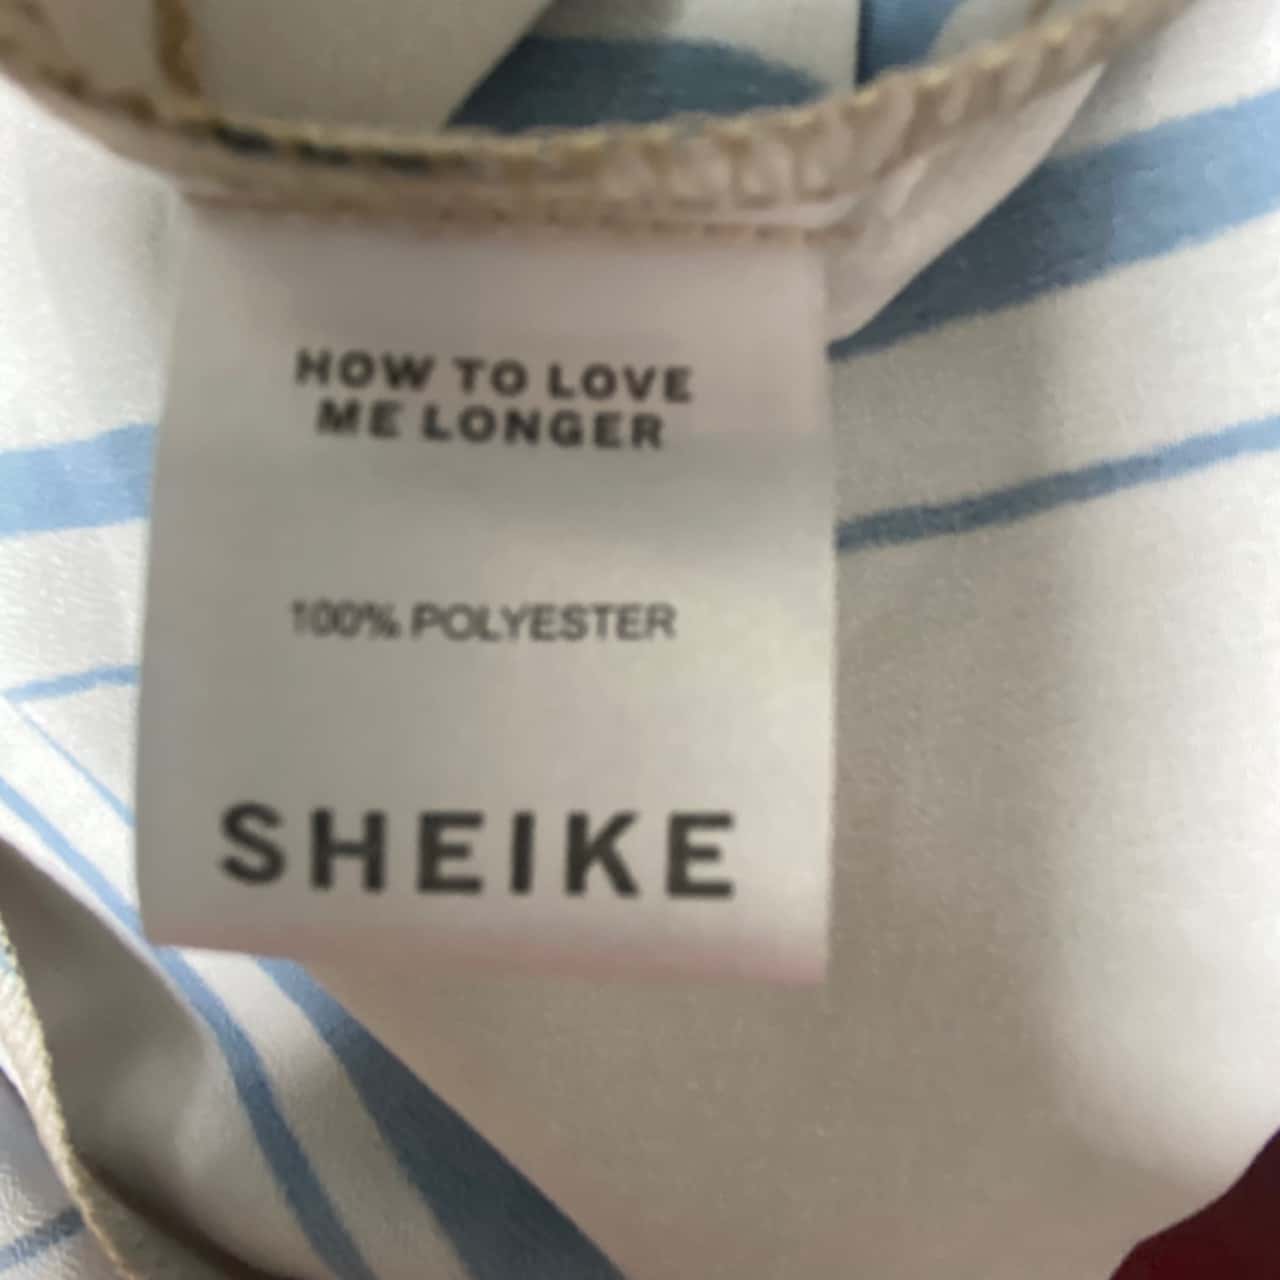 HOW TO LOVE
ME LONGER
100% POLYESTER
SHEIKE